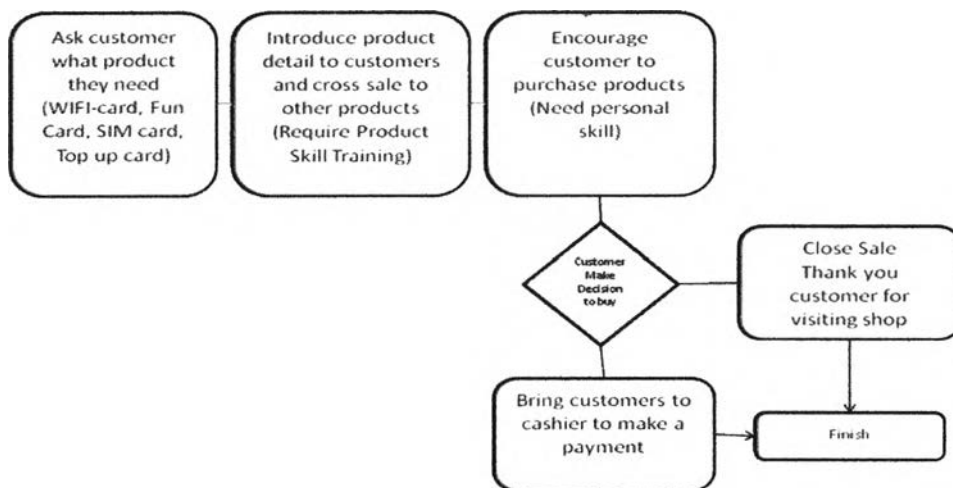 Ask customer
what product
they need
(WIFI-card, Fun
Card, SIM card,
Top up card)
Introduce product
detail to customers
and cross sale to
other products
(Require Product
Skill Training)
Encourage
customer to
purchase products
(Need personal
skill)
Customer
Make
Decision
to buy
Close Sale
Thank you
customer for
visiting shop
Bring customers to
cashier to make a
payment
Finish